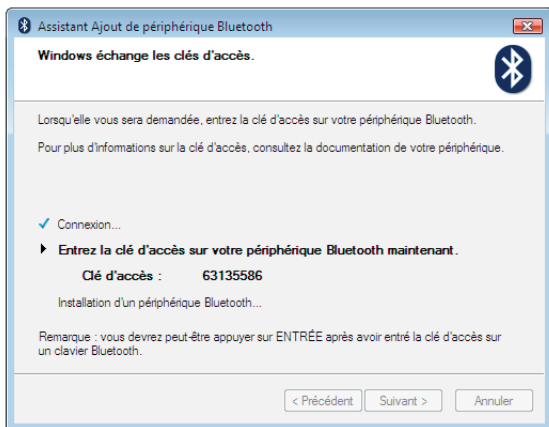 Assistant Ajout de périphérique Bluetooth
Windows échange les clés d'accès.
Lorsqu'elle vous sera demandée, entrez la clé d'accès sur votre périphérique Bluetooth.
Pour plus d'informations sur la clé d'accès, consultez la documentation de votre périphérique.
Connexion...
Entrez la clé d'accès sur votre périphérique Bluetooth maintenant.
Clé d'accès : 63135586
Installation d'un périphérique Bluetooth...
Remarque : vous devrez peut-être appuyer sur ENTRÉE après avoir entré la clé d'accès sur
un clavier Bluetooth.
< Précédent Suivant > Annuler